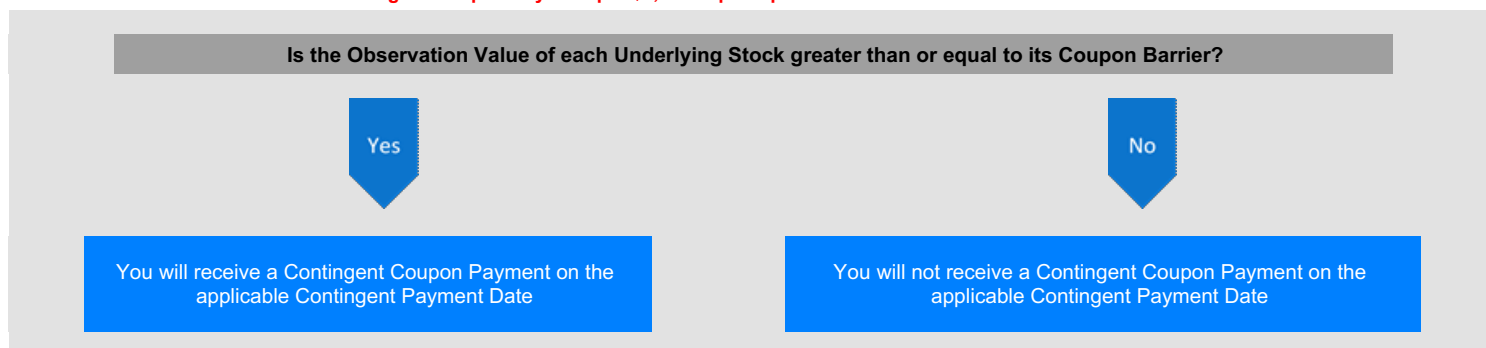 Is the Observation Value of each Underlying Stock greater than or equal to its Coupon Barrier?
Yes
No
You will receive a Contingent Coupon Payment on the
applicable Contingent Payment Date
You will not receive a Contingent Coupon Payment on the
applicable Contingent Payment Date